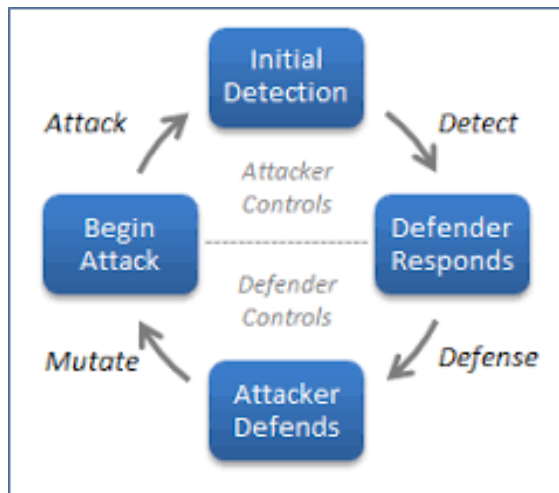 Initial
Detection
Attack
Detect
Attacker
Controls
Begin
Attack
Defender
Responds
Defender
Controls
Mutate
Defense
Attacker
Defends